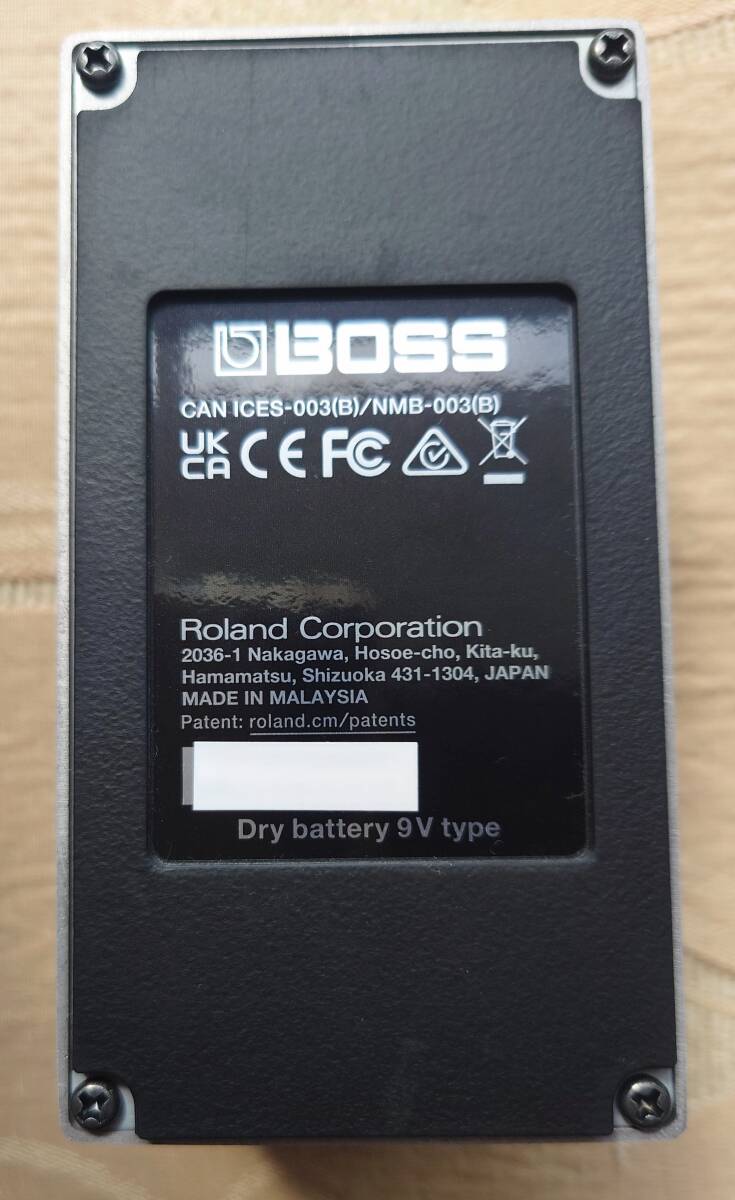 BOSS
CAN ICES-003(B)/NMB-003(B)
UK
CA CE FC
Roland Corporation
2036-1 Nakagawa, Hosoe-cho, Kita-ku,
Hamamatsu, Shizuoka 431-1304, JAPAN
MADE IN MALAYSIA
Patent: roland.cm/patents
Dry battery 9V type